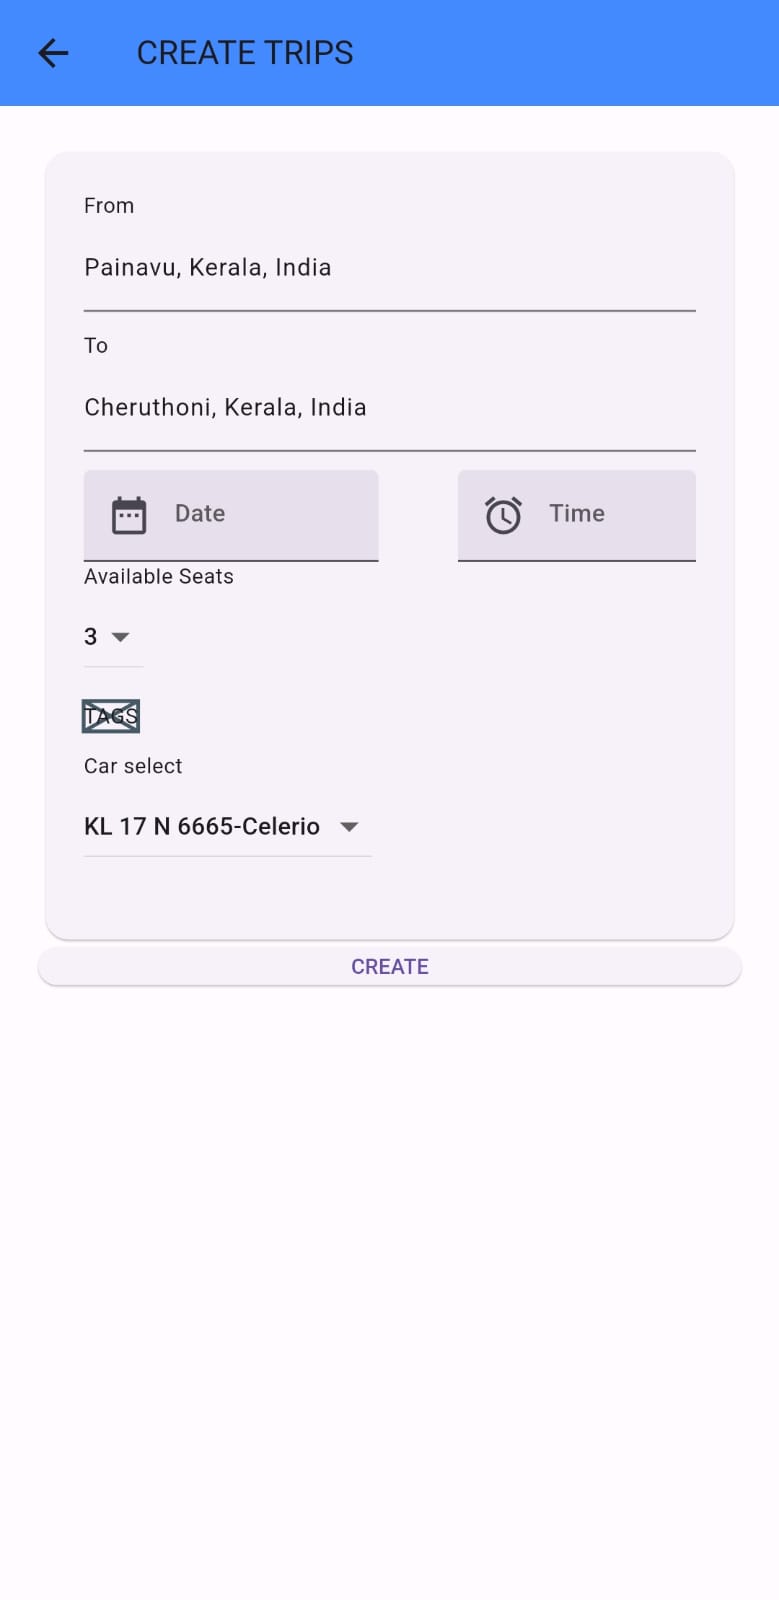 CREATE TRIPS
From
Painavu, Kerala, India
To
Cheruthoni, Kerala, India
Date Time
Available Seats
3
TAGS
Car select
KL 17 N 6665-Celerio
CREATE